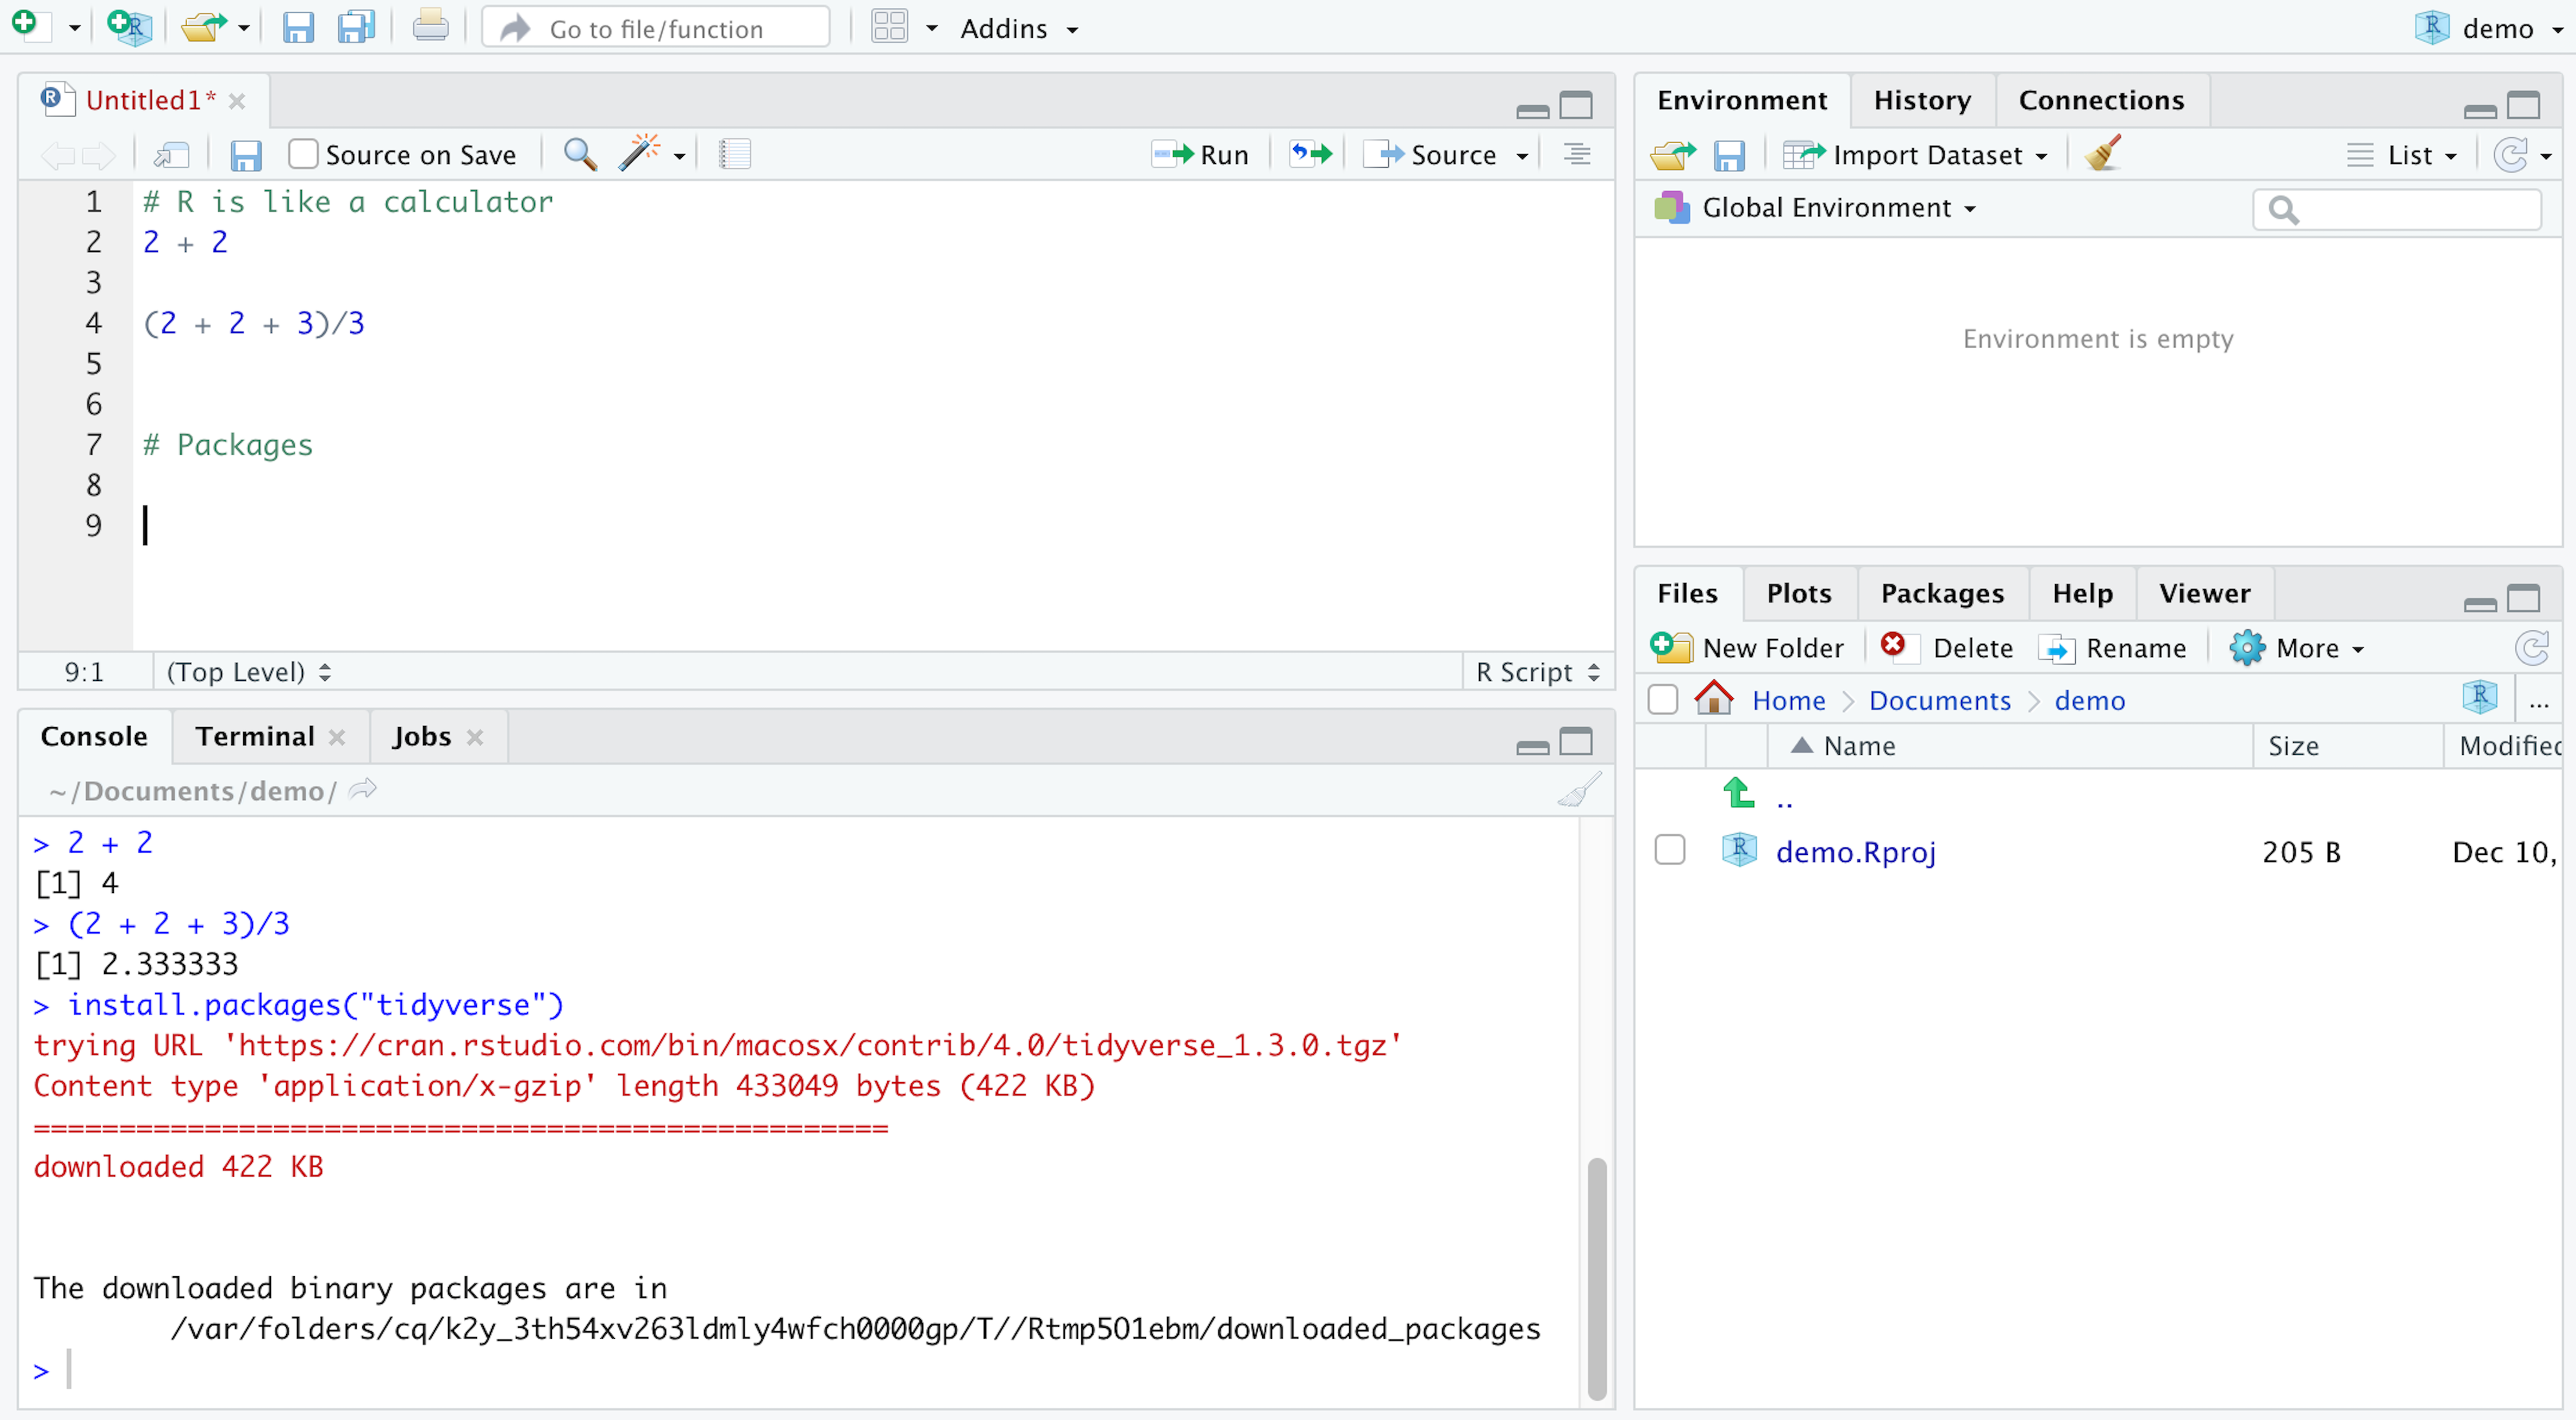 Go to file/function
Addins
demo
Untitled1*
Source on Save
Run
Source
1 # R is like a calculator
2 2 + 2
3
4 (2 + 2 + 3)/3
5
6
7 # Packages
8
9
9:1
(Top Level)
R Script
Console
Terminal
Jobs
~/Documents/demo/
> 2 + 2
[1] 4
> (2 + 2 + 3)/3
[1] 2.333333
> install.packages("tidyverse")
trying URL 'https://cran.rstudio.com/bin/macosx/contrib/4.0/tidyverse_1.3.0.tgz'
Content type 'application/x-gzip' length 433049 bytes (422 KB)
==================================================
downloaded 422 KB
The downloaded binary packages are in
/var/folders/cq/k2y_3th54xv263ldmly4wfch0000gp/T//Rtmp5O1ebm/downloaded_packages
>
Environment
History
Connections
Import Dataset
List
Global Environment
Environment is empty
Files
Plots
Packages
Help
Viewer
New Folder
Delete
Rename
More
Home
Documents
demo
...
Name
Size
Modified
..
demo.Rproj
205 B
Dec 10,